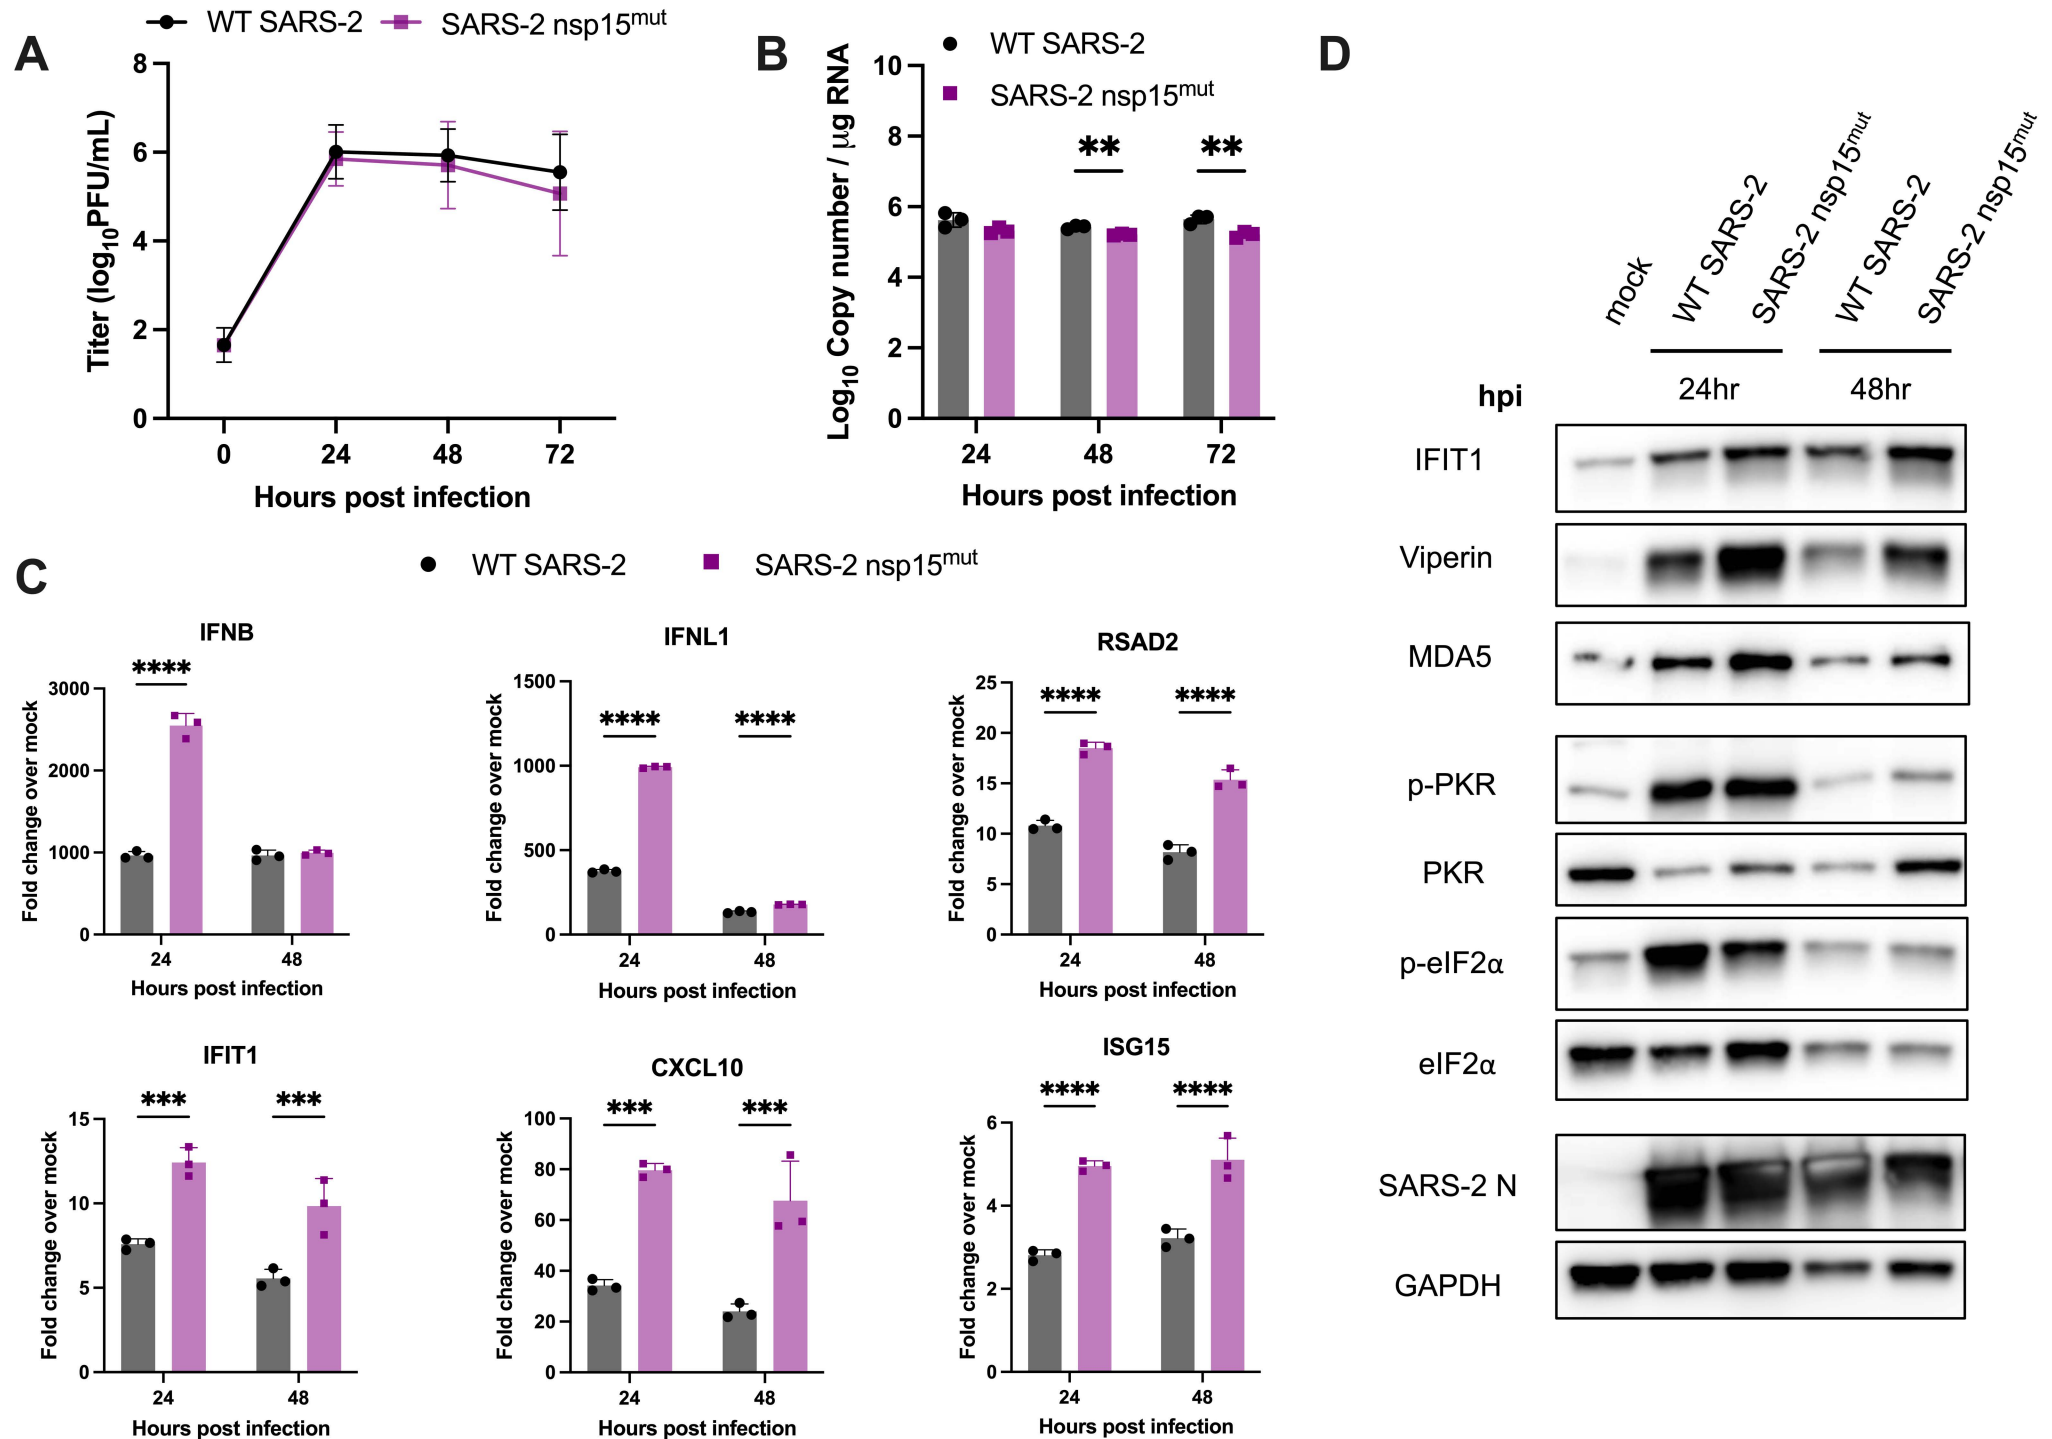 WT SARS-2 SARS-2 nsp15mut
A
8
6
4
2
0
Titer (log10PFU/mL)
0 24 48 72
Hours post infection
B
WT SARS-2
SARS-2 nsp15mut
10
8
6
4
2
0
Log10 Copy number / µg RNA
** **
24 48 72
Hours post infection
C
WT SARS-2 SARS-2 nsp15mut
IFNB
****
3000
2000
1000
0
Fold change over mock
24 48
Hours post infection
IFNL1
**** ****
1500
1000
500
0
Fold change over mock
24 48
Hours post infection
RSAD2
**** ****
25
20
15
10
5
0
Fold change over mock
24 48
Hours post infection
IFIT1
*** ***
15
10
5
0
Fold change over mock
24 48
Hours post infection
CXCL10
*** ***
100
80
60
40
20
0
Fold change over mock
24 48
Hours post infection
ISG15
**** ****
6
4
2
0
Fold change over mock
24 48
Hours post infection
D
mock
WT SARS-2
SARS-2 nsp15mut
WT SARS-2
SARS-2 nsp15mut
hpi 24hr 48hr
IFIT1
Viperin
MDA5
p-PKR
PKR
p-eIF2α
eIF2α
SARS-2 N
GAPDH